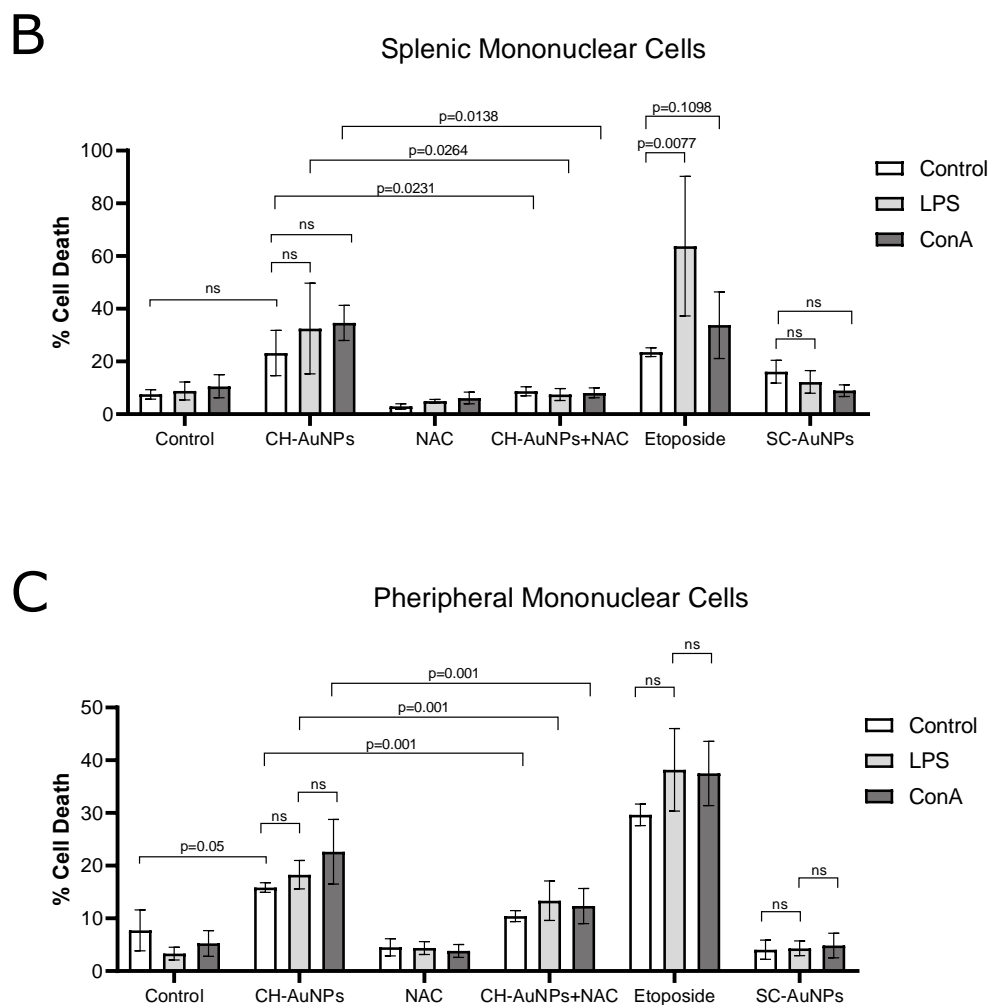 B
Splenic Mononuclear Cells
p=0.0138
p=0.1098
p=0.0264
p=0.0077
p=0.0231
ns
ns
ns
ns
ns
% Cell Death
100
80
60
40
20
0
Control
CH-AuNPs
NAC
CH-AuNPs+NAC
Etoposide
SC-AuNPs
Control
LPS
ConA
C
Pheripheral Mononuclear Cells
p=0.001
p=0.001
p=0.001
ns
ns
ns
ns
p=0.05
ns
ns
% Cell Death
50
40
30
20
10
0
Control
CH-AuNPs
NAC
CH-AuNPs+NAC
Etoposide
SC-AuNPs
Control
LPS
ConA